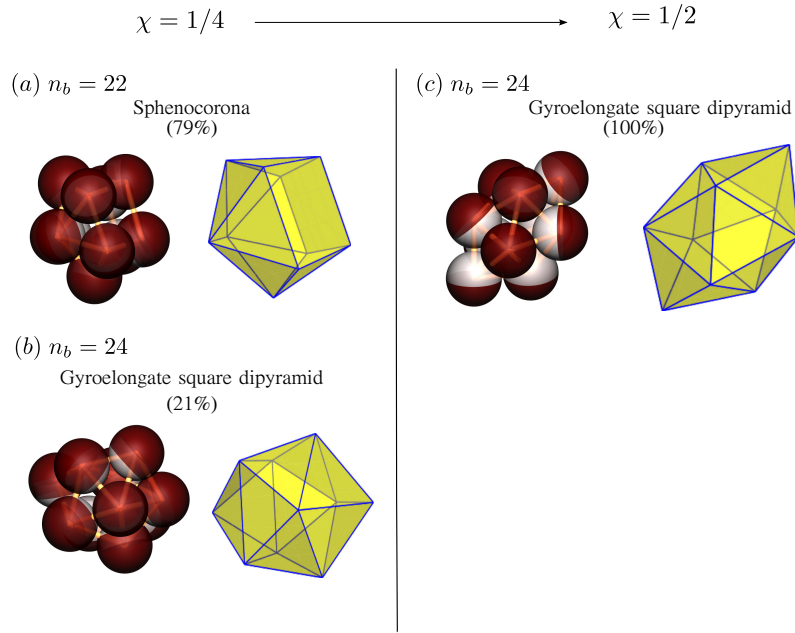 χ = 1/4
χ = 1/2
(a) n_b = 22
Sphenocorona
(79%)
(b) n_b = 24
Gyroelongate square dipyramid
(21%)
(c) n_b = 24
Gyroelongate square dipyramid
(100%)